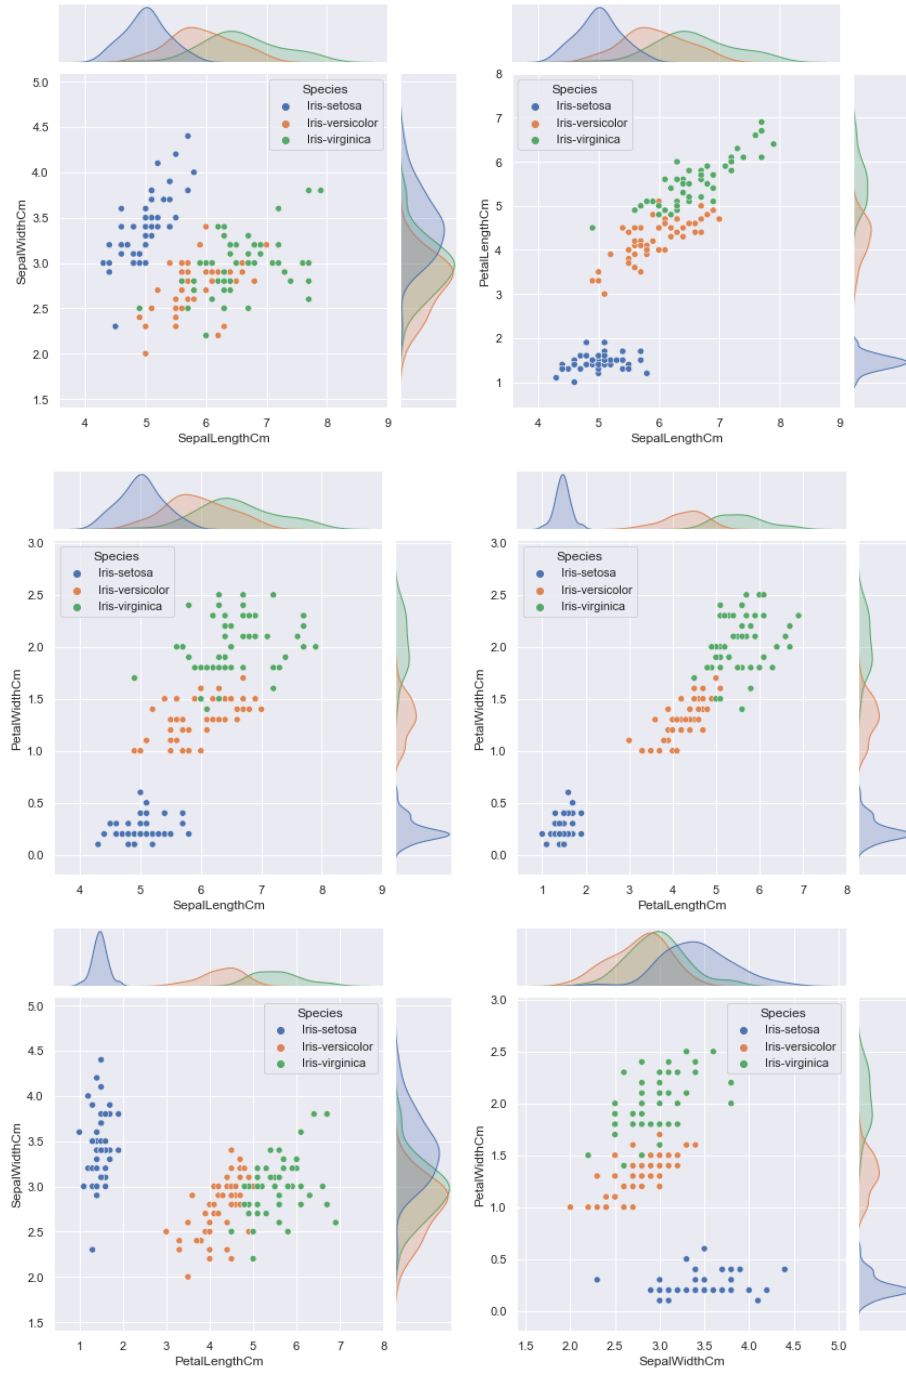 5.0
4.5
4.0
3.5
3.0
2.5
2.0
1.5
SepalWidthCm
Species
Iris-setosa
Iris-versicolor
Iris-virginica
4 5 6 7 8 9
SepalLengthCm
8
7
6
5
4
3
2
1
PetalLengthCm
Species
Iris-setosa
Iris-versicolor
Iris-virginica
4 5 6 7 8 9
SepalLengthCm
3.0
2.5
2.0
1.5
1.0
0.5
0.0
PetalWidthCm
Species
Iris-setosa
Iris-versicolor
Iris-virginica
4 5 6 7 8 9
SepalLengthCm
3.0
2.5
2.0
1.5
1.0
0.5
0.0
PetalWidthCm
Species
Iris-setosa
Iris-versicolor
Iris-virginica
1 2 3 4 5 6 7 8
PetalLengthCm
5.0
4.5
4.0
3.5
3.0
2.5
2.0
1.5
SepalWidthCm
Species
Iris-setosa
Iris-versicolor
Iris-virginica
1 2 3 4 5 6 7 8
PetalLengthCm
3.0
2.5
2.0
1.5
1.0
0.5
0.0
PetalWidthCm
Species
Iris-setosa
Iris-versicolor
Iris-virginica
1.5 2.0 2.5 3.0 3.5 4.0 4.5 5.0
SepalWidthCm